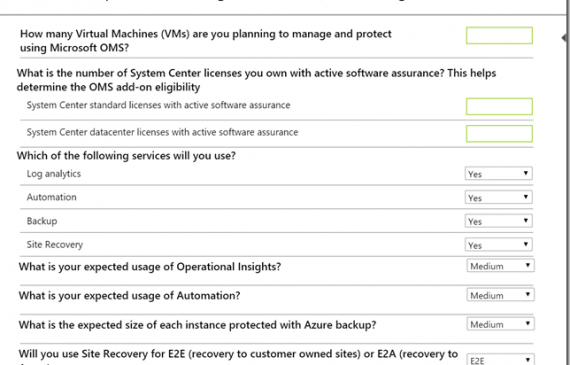 How many Virtual Machines (VMs) are you planning to manage and protect
using Microsoft OMS?
What is the number of System Center licenses you own with active software assurance? This helps
determine the OMS add-on eligibility
System Center standard licenses with active software assurance
System Center datacenter licenses with active software assurance
Which of the following services will you use?
Log analytics Yes
Automation Yes
Backup Yes
Site Recovery Yes
What is your expected usage of Operational Insights? Medium
What is your expected usage of Automation? Medium
What is the expected size of each instance protected with Azure backup? Medium
Will you use Site Recovery for E2E (recovery to customer owned sites) or E2A (recovery to E2E